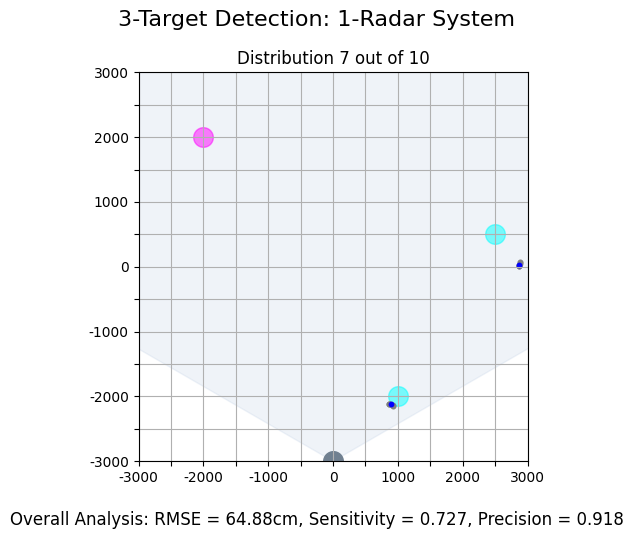 3-Target Detection: 1-Radar System
Distribution 7 out of 10
3000
2000
1000
0
-1000
-2000
-3000
-3000 -2000 -1000 0 1000 2000 3000
Overall Analysis: RMSE = 64.88cm, Sensitivity = 0.727, Precision = 0.918